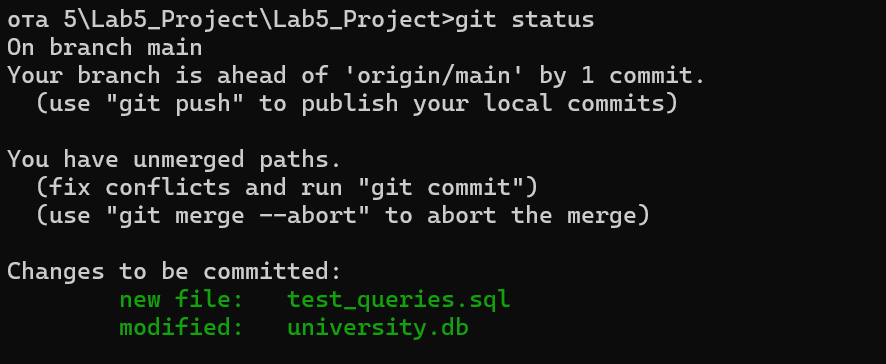 ота 5\Lab5_Project\Lab5_Project>git status
On branch main
Your branch is ahead of 'origin/main' by 1 commit.
  (use "git push" to publish your local commits)

You have unmerged paths.
  (fix conflicts and run "git commit")
  (use "git merge --abort" to abort the merge)

Changes to be committed:
        new file:   test_queries.sql
        modified:   university.db